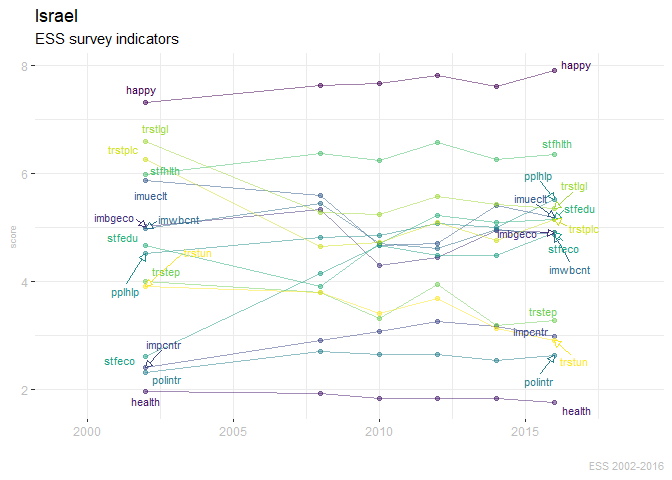 Israel
ESS survey indicators
8
6
4
2
score
happy
trstlgl
trstplc
stfhlth
imueclt
imbgeco
imwbcnt
stfedu
trstun
trstep
pplhlp
impcntr
stfeco
polintr
health
happy
stfhlth
pplhlp
trstlgl
imueclt
stfedu
trstplc
imbgeco
stfeco
imwbcnt
trstep
impcntr
trstun
polintr
health
2000
2005
2010
2015
ESS 2002-2016